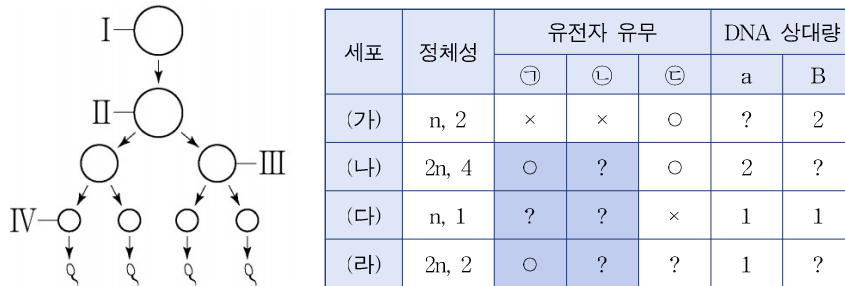 I
II
III
IV
세포 정체성 유전자 유무 DNA 상대량
㉠ ㉡ ㉢ a B
(가) n, 2 × × ○ ? 2
(나) 2n, 4 ○ ? ○ 2 ?
(다) n, 1 ? ? × 1 1
(라) 2n, 2 ○ ? ? 1 ?